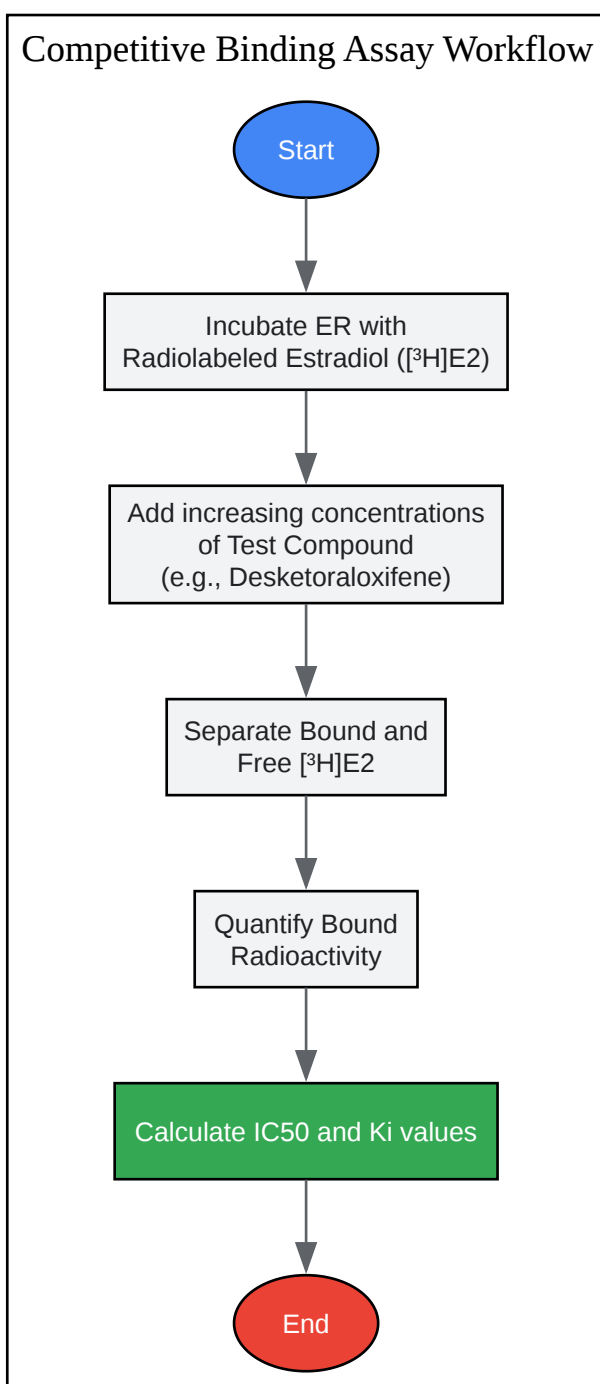 Competitive Binding Assay Workflow
Start
Incubate ER with
Radiolabeled Estradiol ([³H]E2)
Add increasing concentrations
of Test Compound
(e.g., Desketoraloxifene)
Separate Bound and
Free [³H]E2
Quantify Bound
Radioactivity
Calculate IC50 and Ki values
End